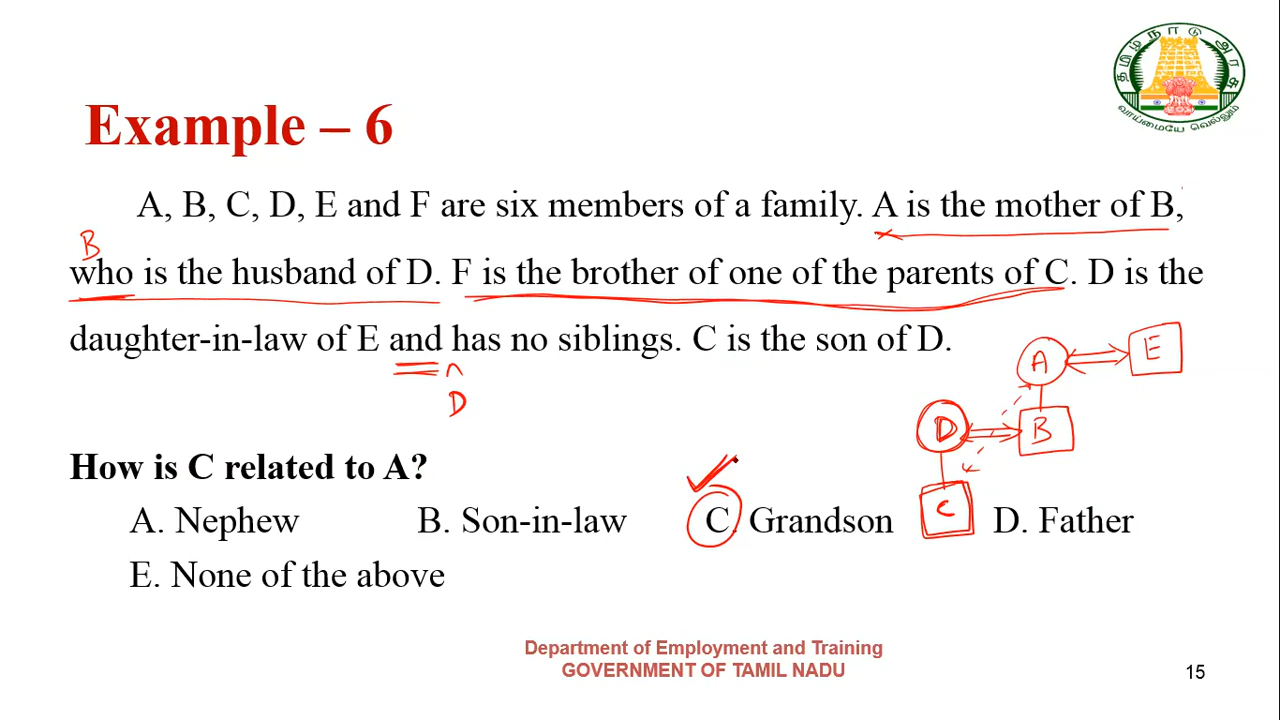 தமிழ்நாடு அரசு
வாய்மையே வெல்லும்
Example – 6
A, B, C, D, E and F are six members of a family. A is the mother of B,
B
who is the husband of D. F is the brother of one of the parents of C. D is the
daughter-in-law of E and has no siblings. C is the son of D.
^
D
A E
D B
C
How is C related to A?
A. Nephew B. Son-in-law C. Grandson D. Father
E. None of the above
Department of Employment and Training
GOVERNMENT OF TAMIL NADU
15